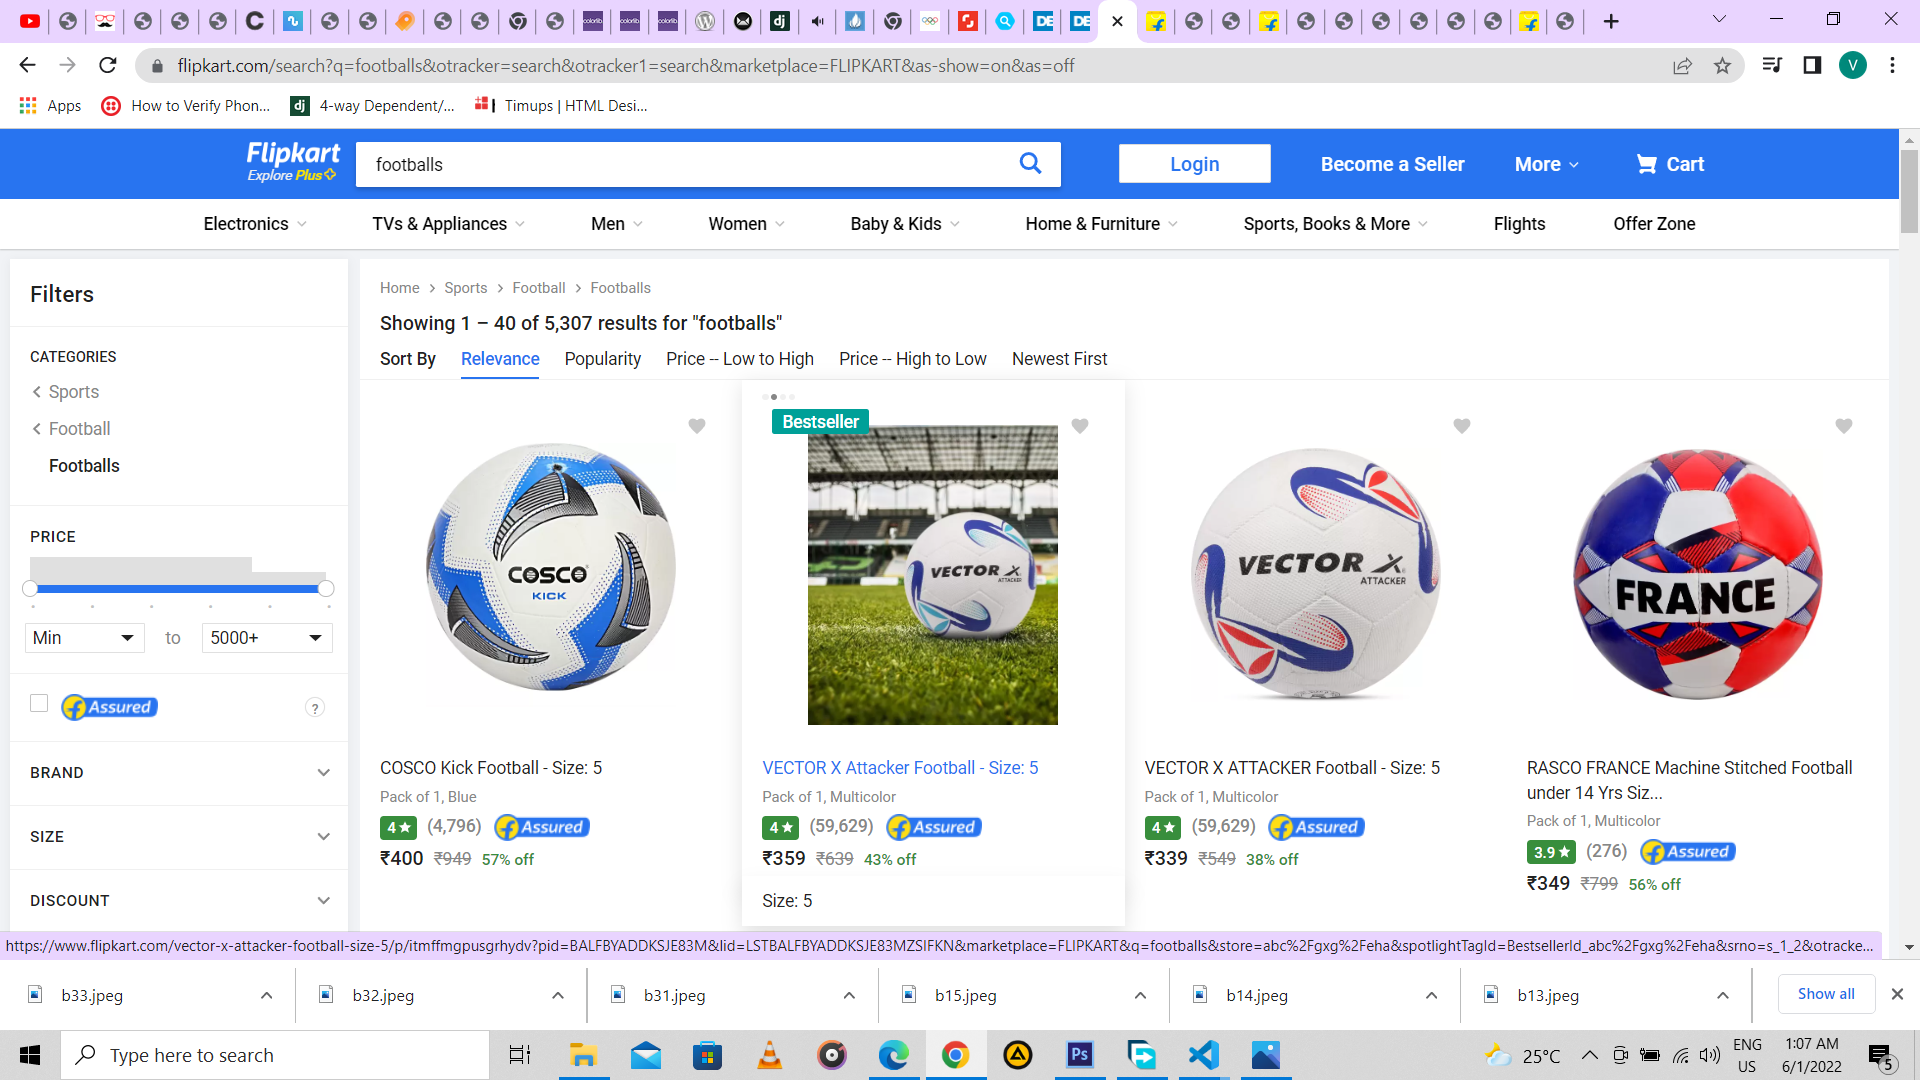 flipkart.com/search?q=footballs&otracker=search&otracker1=search&marketplace=FLIPKART&as-show=on&as=off
V
Apps
How to Verify Phon...
dj
4-way Dependent/...
Timups | HTML Desi...
Flipkart
Explore Plus
footballs
Login
Become a Seller
More
Cart
Electronics
TVs & Appliances
Men
Women
Baby & Kids
Home & Furniture
Sports, Books & More
Flights
Offer Zone
Filters
CATEGORIES
Sports
Football
Footballs
PRICE
Min
to
5000+
Assured
?
BRAND
SIZE
DISCOUNT
Home > Sports > Football > Footballs
Showing 1 – 40 of 5,307 results for "footballs"
Sort By Relevance Popularity Price -- Low to High Price -- High to Low Newest First
COSCO
KICK
COSCO Kick Football - Size: 5
Pack of 1, Blue
4★ (4,796) Assured
₹400 ₹949 57% off
Bestseller
VECTOR X
ATTACKER
VECTOR X Attacker Football - Size: 5
Pack of 1, Multicolor
4★ (59,629) Assured
₹359 ₹639 43% off
Size: 5
VECTOR X
ATTACKER
VECTOR X ATTACKER Football - Size: 5
Pack of 1, Multicolor
4★ (59,629) Assured
₹339 ₹549 38% off
FRANCE
RASCO FRANCE Machine Stitched Football
under 14 Yrs Siz...
Pack of 1, Multicolor
3.9★ (276) Assured
₹349 ₹799 56% off
https://www.flipkart.com/vector-x-attacker-football-size-5/p/itmffmgpusgrhydv?pid=BALFBYADDKSJE83M&lid=LSTBALFBYADDKSJE83MZSIFKN&marketplace=FLIPKART&q=footballs&store=abc%2Fgxg%2Feha&spotlightTagId=BestsellerId_abc%2Fgxg%2Feha&srno=s_1_2&otracke...
b33.jpeg
b32.jpeg
b31.jpeg
b15.jpeg
b14.jpeg
b13.jpeg
Show all
Type here to search
Ps
25°C
ENG
US
1:07 AM
6/1/2022
5